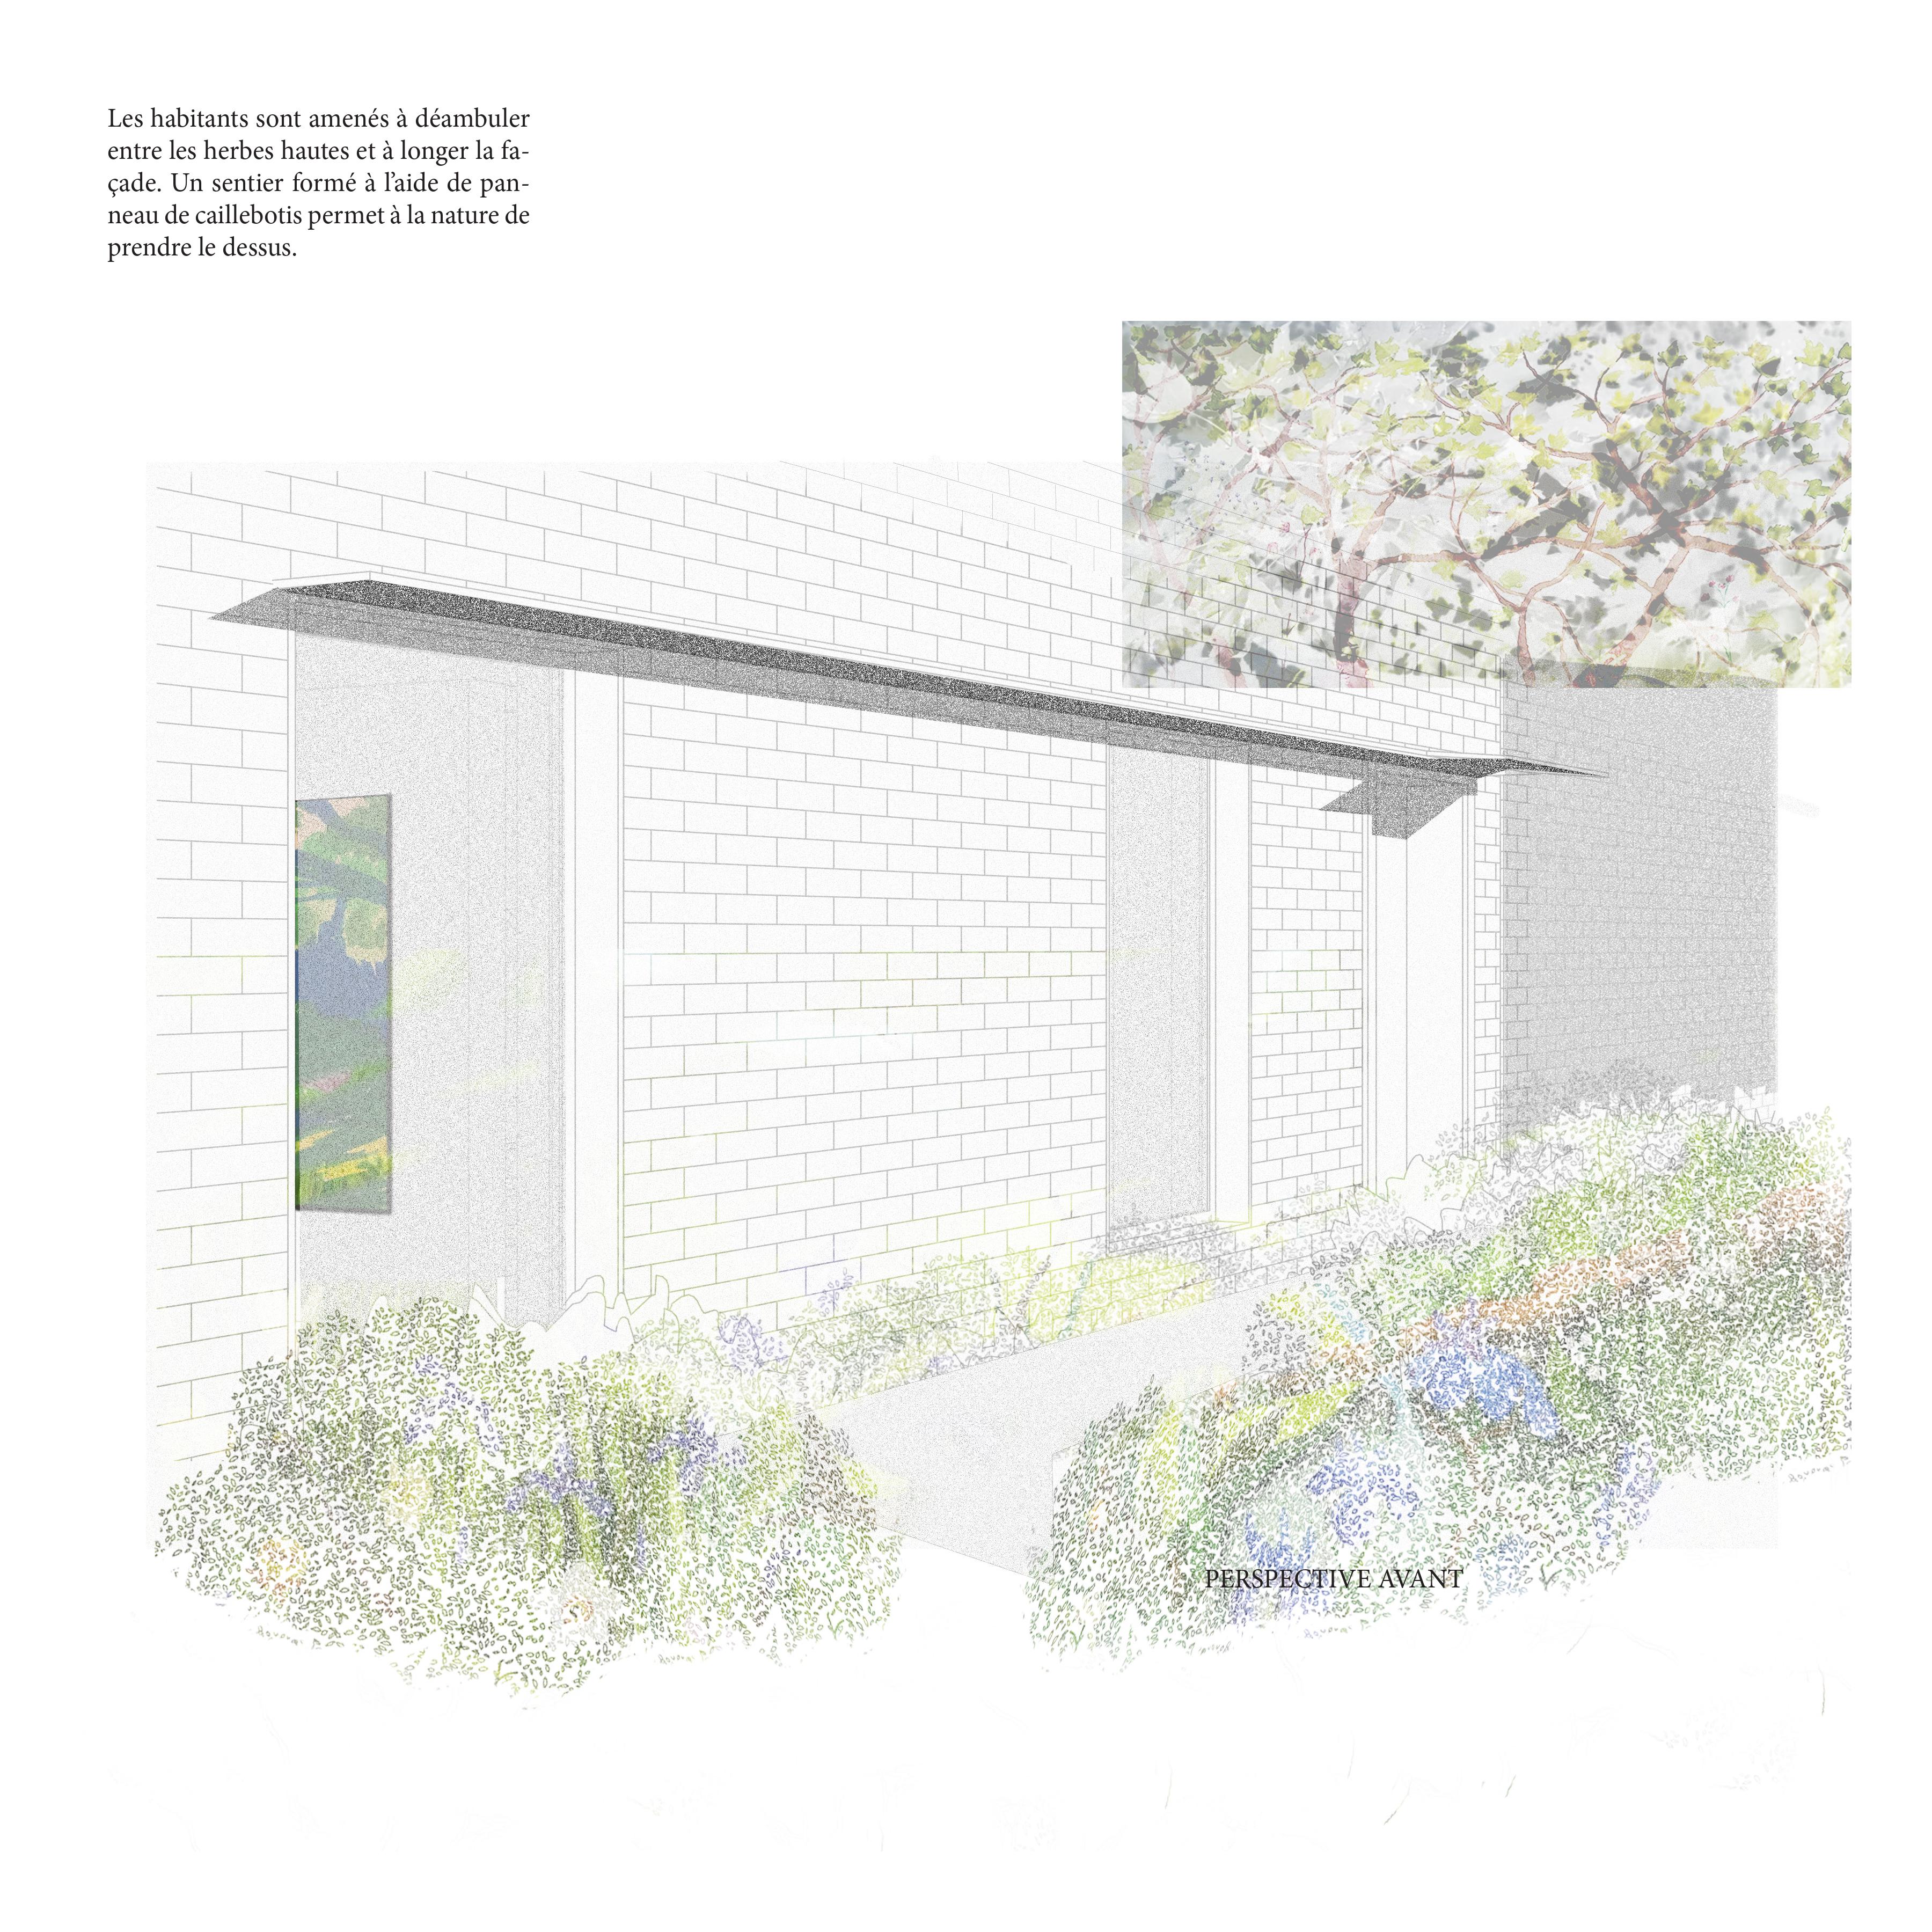 Les habitants sont amenés à déambuler
entre les herbes hautes et à longer la fa-
çade. Un sentier formé à l’aide de pan-
neau de caillebotis permet à la nature de
prendre le dessus.
PERSPECTIVE AVANT